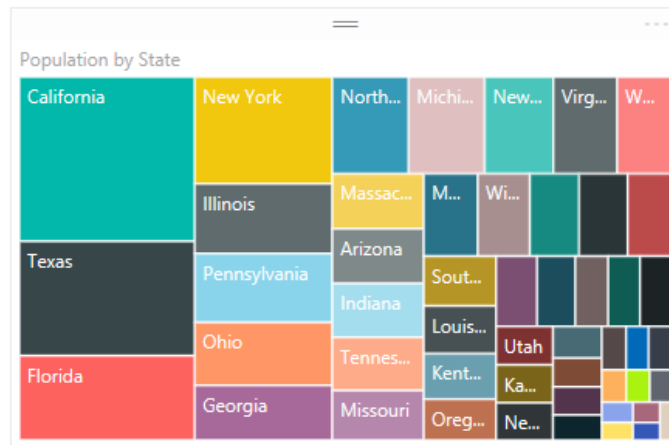 Population by State
California
New York
North...
Michi...
New...
Virg...
W...
Illinois
Massac...
M...
Wi...
Texas
Pennsylvania
Arizona
Sout...
Indiana
Louis...
Ohio
Tennes...
Utah
Florida
Kent...
Ka...
Georgia
Missouri
Oreg...
Ne...